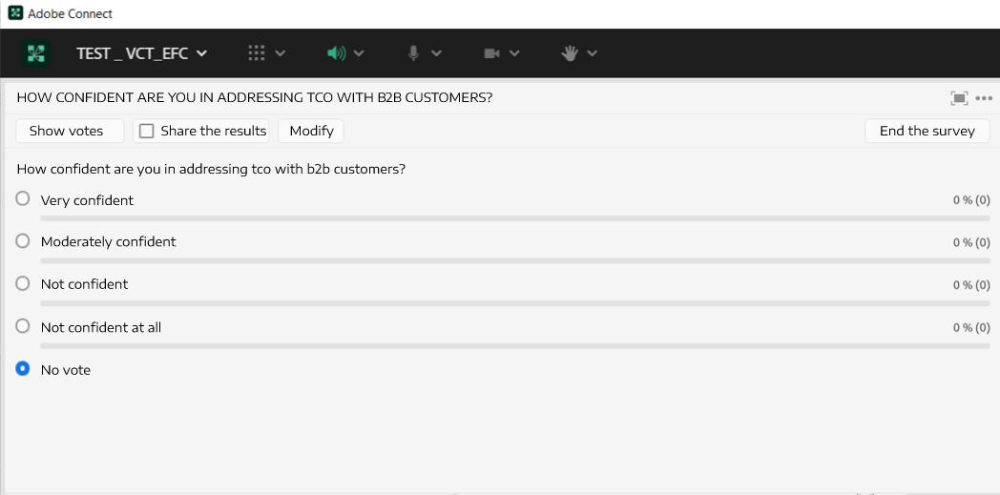 Adobe Connect
TEST _ VCT_EFC
HOW CONFIDENT ARE YOU IN ADDRESSING TCO WITH B2B CUSTOMERS?
Show votes Share the results Modify End the survey
How confident are you in addressing tco with b2b customers?
Very confident 0 % (0)
Moderately confident 0 % (0)
Not confident 0 % (0)
Not confident at all 0 % (0)
No vote